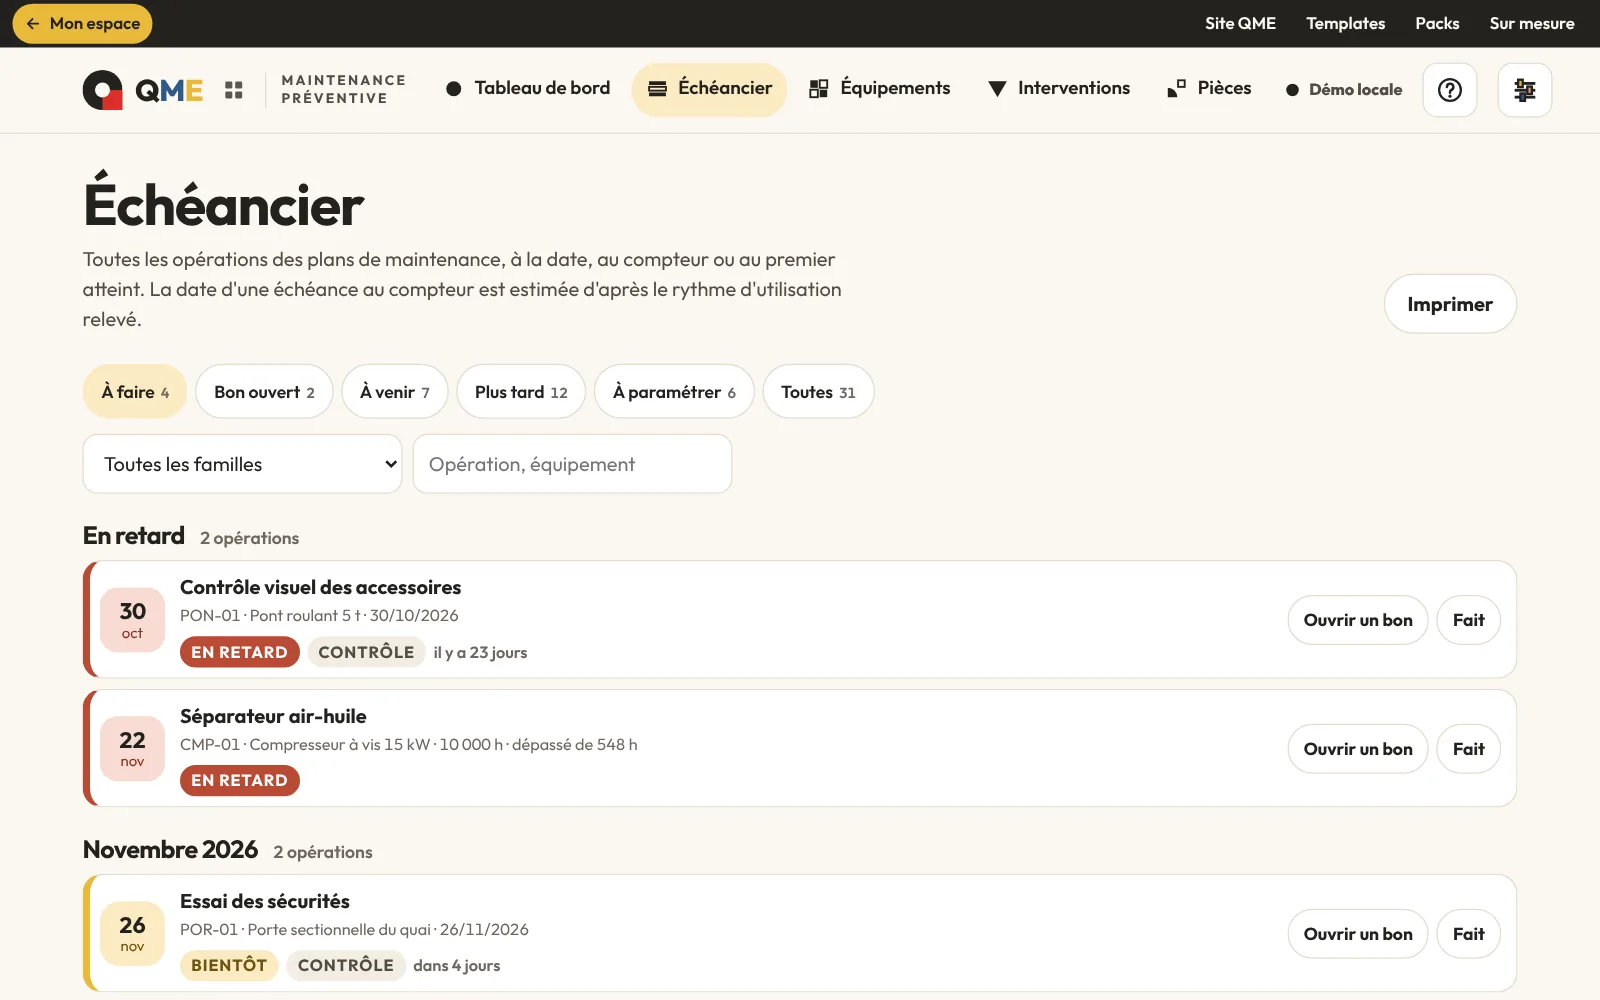 ← Mon espace
Site QME
Templates
Packs
Sur mesure
QME
MAINTENANCE
PRÉVENTIVE
Tableau de bord
Échéancier
Équipements
Interventions
Pièces
Démo locale
Échéancier
Toutes les opérations des plans de maintenance, à la date, au compteur ou au premier
atteint. La date d'une échéance au compteur est estimée d'après le rythme d'utilisation
relevé.
Imprimer
À faire 4
Bon ouvert 2
À venir 7
Plus tard 12
À paramétrer 6
Toutes 31
Toutes les familles
Opération, équipement
En retard 2 opérations
30
oct
Contrôle visuel des accessoires
PON-01 · Pont roulant 5 t · 30/10/2026
EN RETARD CONTRÔLE il y a 23 jours
Ouvrir un bon
Fait
22
nov
Séparateur air-huile
CMP-01 · Compresseur à vis 15 kW · 10 000 h · dépassé de 548 h
EN RETARD
Ouvrir un bon
Fait
Novembre 2026 2 opérations
26
nov
Essai des sécurités
POR-01 · Porte sectionnelle du quai · 26/11/2026
BIENTÔT CONTRÔLE dans 4 jours
Ouvrir un bon
Fait